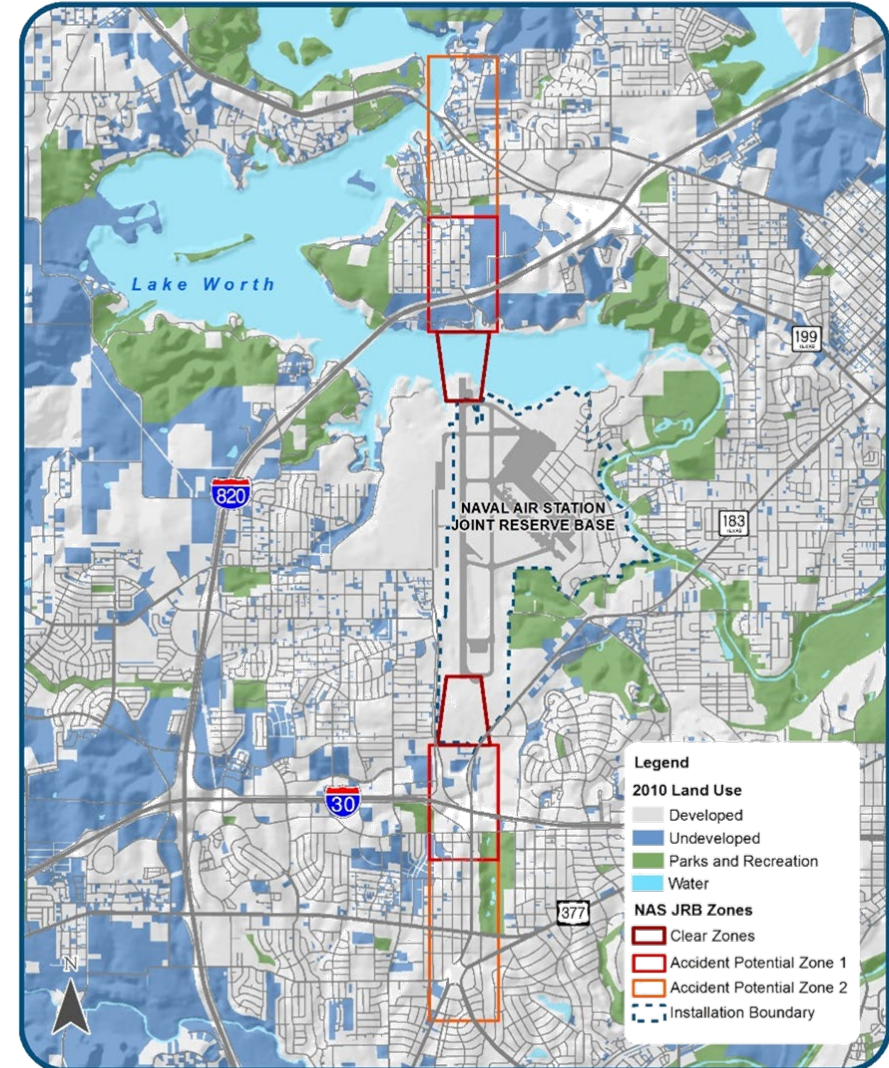 Lake Worth
199
TEXAS
820
NAVAL AIR STATION
JOINT RESERVE BASE
183
TEXAS
30
377
N
Legend
2010 Land Use
Developed
Undeveloped
Parks and Recreation
Water
NAS JRB Zones
Clear Zones
Accident Potential Zone 1
Accident Potential Zone 2
Installation Boundary